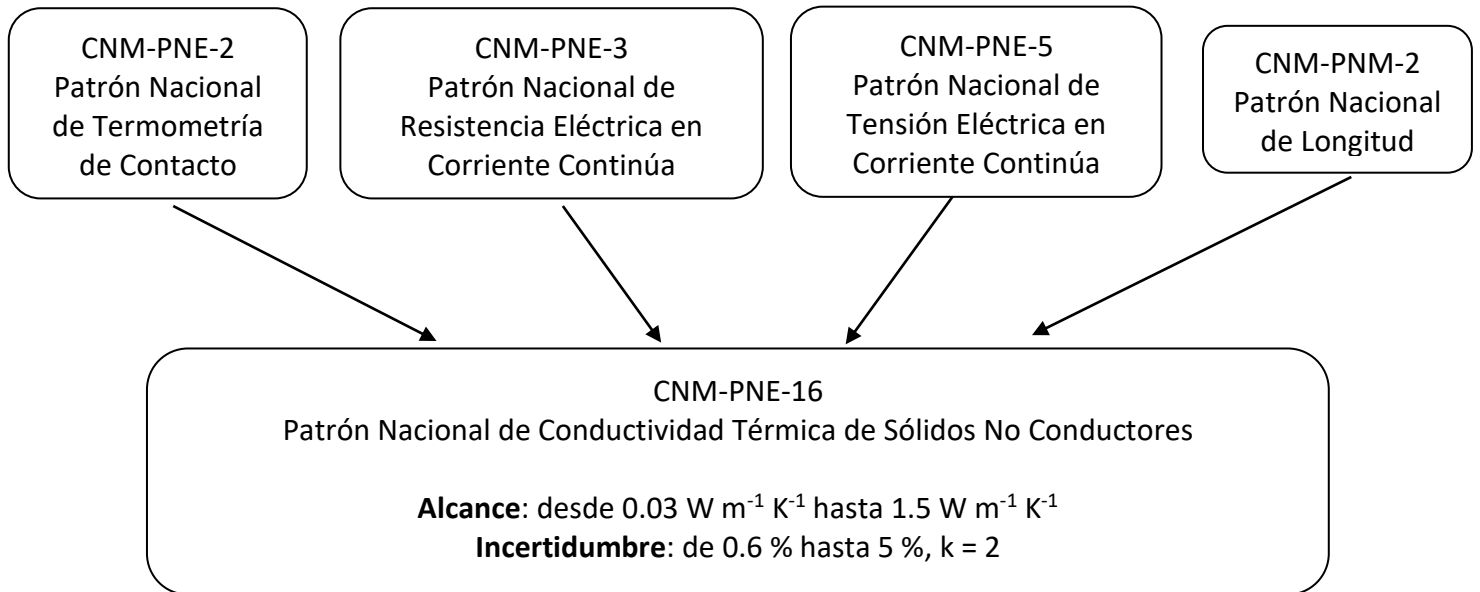 CNM-PNE-2
Patrón Nacional
de Termometría
de Contacto
CNM-PNE-3
Patrón Nacional de
Resistencia Eléctrica en
Corriente Continúa
CNM-PNE-5
Patrón Nacional de
Tensión Eléctrica en
Corriente Continúa
CNM-PNM-2
Patrón Nacional
de Longitud
CNM-PNE-16
Patrón Nacional de Conductividad Térmica de Sólidos No Conductores
Alcance: desde 0.03 W m⁻¹ K⁻¹ hasta 1.5 W m⁻¹ K⁻¹
Incertidumbre: de 0.6 % hasta 5 %, k = 2